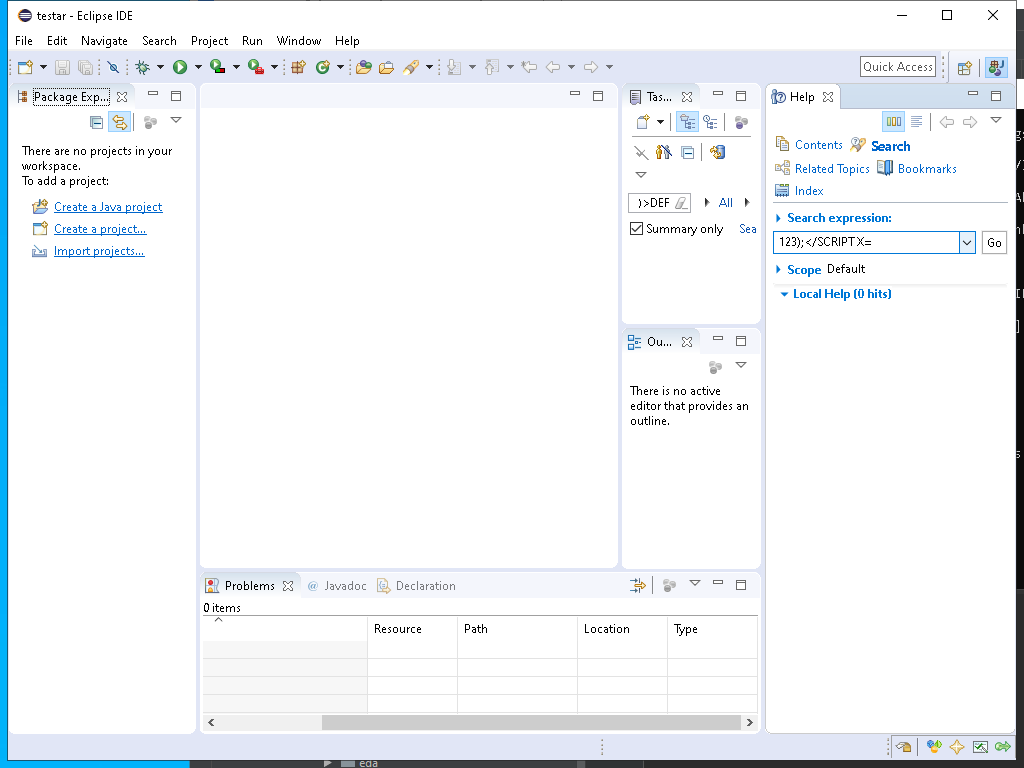 testar - Eclipse IDE
File Edit Navigate Search Project Run Window Help
Quick Access
Package Exp...
There are no projects in your
workspace.
To add a project:
Create a Java project
Create a project...
Import projects...
Tas...
)>DEF
All
Summary only
Sea
Ou...
There is no active
editor that provides an
outline.
Help
Contents Search
Related Topics Bookmarks
Index
Search expression:
123);</SCRIPT X=
Go
Scope Default
Local Help (0 hits)
Problems @ Javadoc Declaration
0 items
Resource Path Location Type
eda